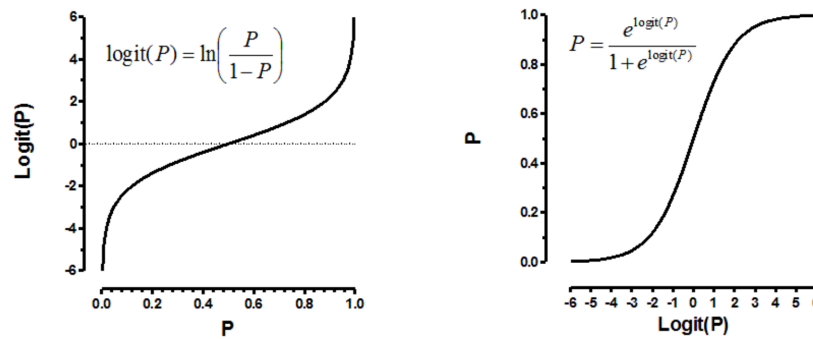 6
4
2
0
-2
-4
-6
Logit(P)
logit(P) = ln(P/(1-P))
0.0 0.2 0.4 0.6 0.8 1.0
P
1.0
0.8
0.6
0.4
0.2
0.0
P
P = e^logit(P)/(1+e^logit(P))
-6 -5 -4 -3 -2 -1 0 1 2 3 4 5 6
Logit(P)